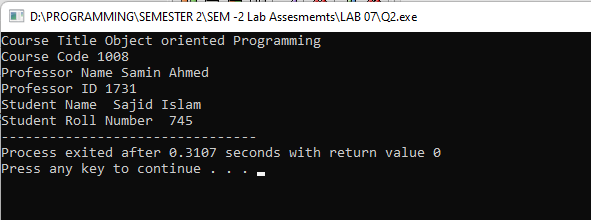 D:\PROGRAMMING\SEMESTER 2\SEM -2 Lab Assesmemts\LAB 07\Q2.exe
Course Title Object oriented Programming
Course Code 1008
Professor Name Samin Ahmed
Professor ID 1731
Student Name  Sajid Islam
Student Roll Number  745
--------------------------------
Process exited after 0.3107 seconds with return value 0
Press any key to continue . . .